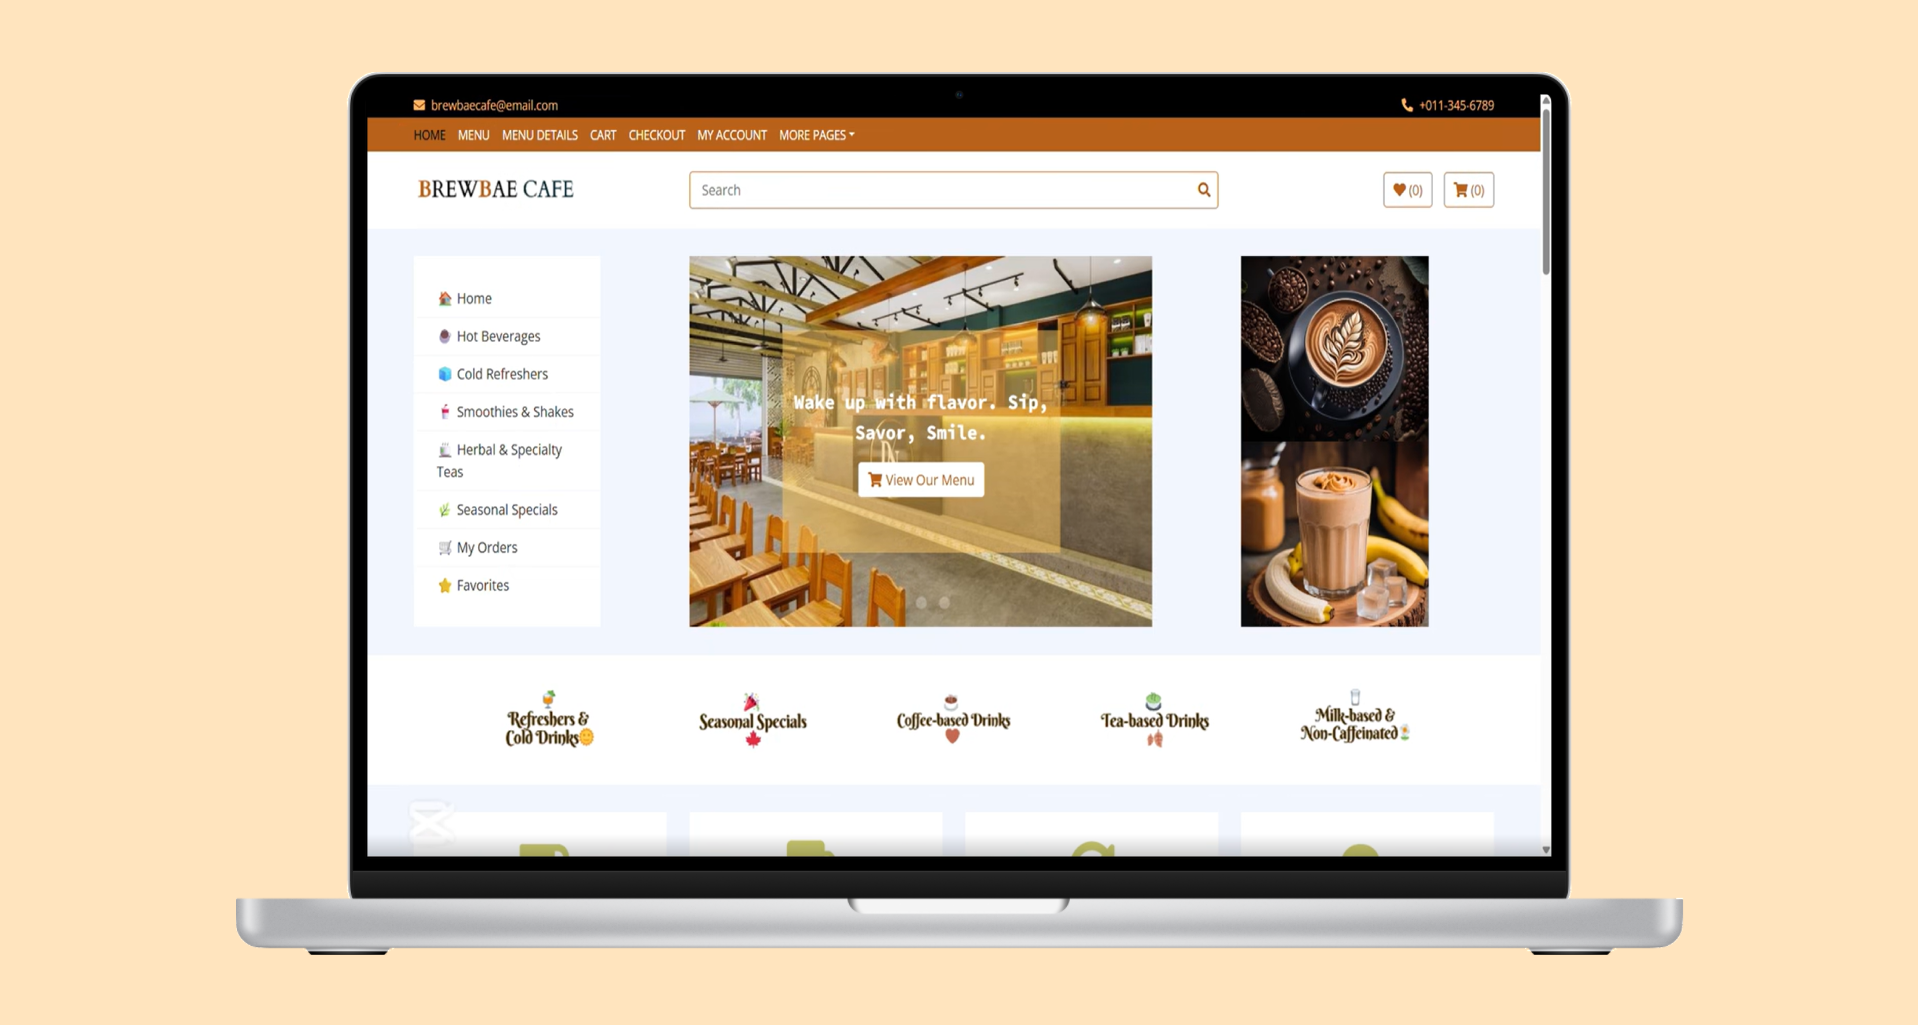 brewbaecafe@email.com
+011-345-6789
HOME MENU MENU DETAILS CART CHECKOUT MY ACCOUNT MORE PAGES
BREWBAE CAFE
Search
(0)
(0)
Home
Hot Beverages
Cold Refreshers
Smoothies & Shakes
Herbal & Specialty
Teas
Seasonal Specials
My Orders
Favorites
Wake up with flavor. Sip,
Savor, Smile.
View Our Menu
Refreshers &
Cold Drinks
Seasonal Specials
Coffee-based Drinks
Tea-based Drinks
Milk-based &
Non-Caffeinated